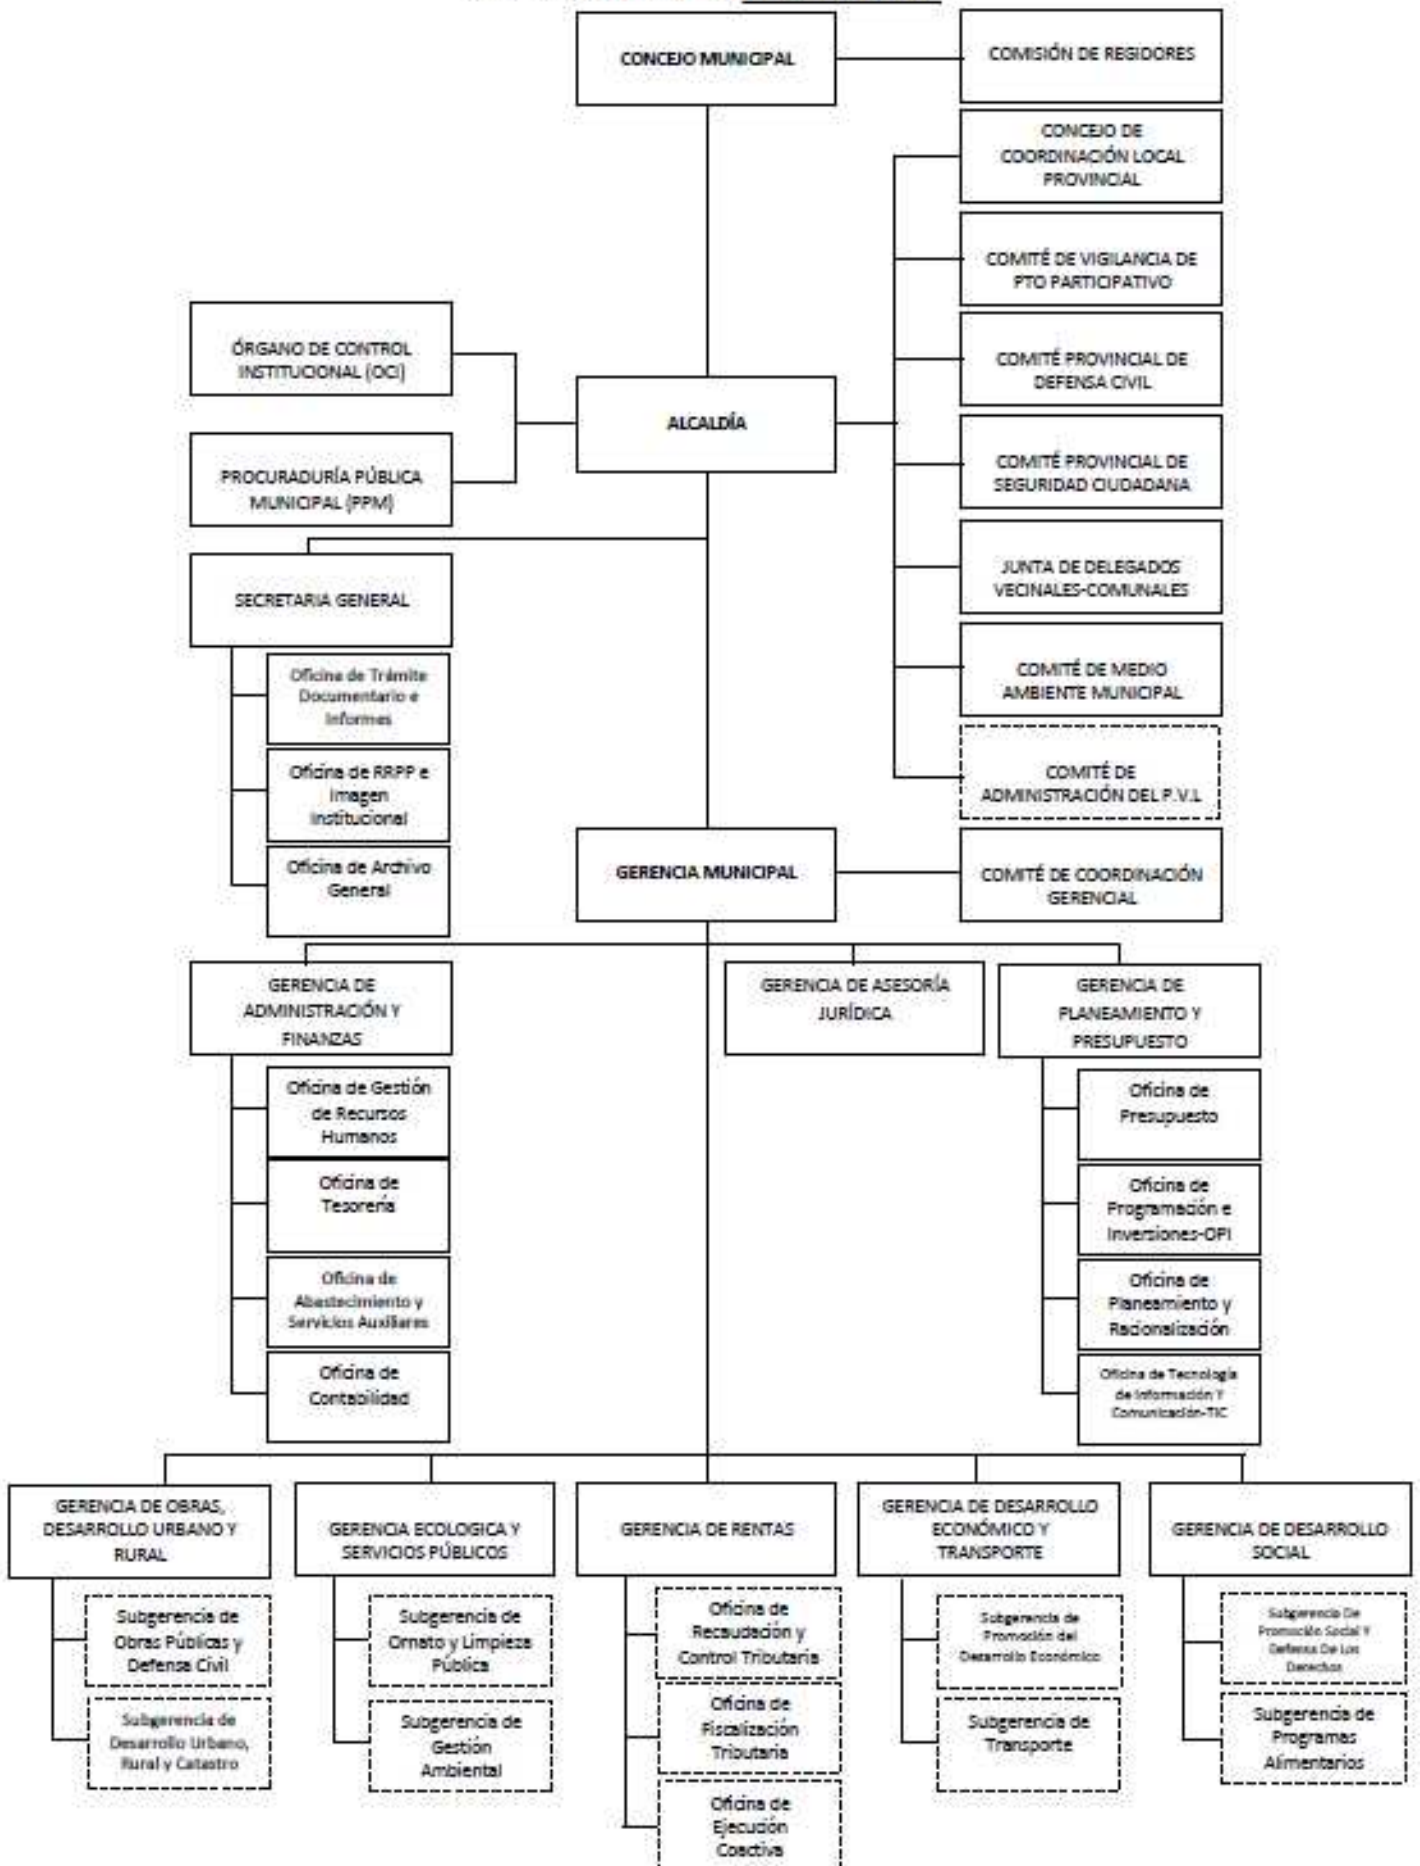 CONCEJO MUNICIPAL
COMISIÓN DE REGIDORES
CONCEJO DE
COORDINACIÓN LOCAL
PROVINCIAL
COMITÉ DE VIGILANCIA DE
PTO PARTICIPATIVO
COMITÉ PROVINCIAL DE
DEFENSA CIVIL
ÓRGANO DE CONTROL
INSTITUCIONAL (OCI)
ALCALDÍA
PROCURADURÍA PÚBLICA
MUNICIPAL (PPM)
COMITÉ PROVINCIAL DE
SEGURIDAD CIUDADANA
JUNTA DE DELEGADOS
VECINALES-COMUNALES
COMITÉ DE MEDIO
AMBIENTE MUNICIPAL
COMITÉ DE
ADMINISTRACIÓN DEL P.V.L
SECRETARIA GENERAL
Oficina de Trámite
Documentario e
Informes
Oficina de RRPP e
Imagen
Institucional
Oficina de Archivo
General
GERENCIA MUNICIPAL
COMITÉ DE COORDINACIÓN
GERENCIAL
GERENCIA DE
ADMINISTRACIÓN Y
FINANZAS
GERENCIA DE ASESORÍA
JURÍDICA
GERENCIA DE
PLANEAMIENTO Y
PRESUPUESTO
Oficina de Gestión
de Recursos
Humanos
Oficina de
Tesorería
Oficina de
Abastecimiento y
Servicios Auxiliares
Oficina de
Contabilidad
Oficina de
Presupuesto
Oficina de
Programación e
Inversiones-OPI
Oficina de
Planeamiento y
Racionalización
Oficina de Tecnología
de Información Y
Comunicación-TIC
GERENCIA DE OBRAS,
DESARROLLO URBANO Y
RURAL
Subgerencia de
Obras Públicas y
Defensa Civil
Subgerencia de
Desarrollo Urbano,
Rural y Catastro
GERENCIA ECOLOGICA Y
SERVICIOS PÚBLICOS
Subgerencia de
Ornato y Limpieza
Pública
Subgerencia de
Gestión
Ambiental
GERENCIA DE RENTAS
Oficina de
Recaudación y
Control Tributaria
Oficina de
Fiscalización
Tributaria
Oficina de
Ejecución
Coactiva
GERENCIA DE DESARROLLO
ECONÓMICO Y
TRANSPORTE
Subgerencia de
Promoción del
Desarrollo Económico
Subgerencia de
Transporte
GERENCIA DE DESARROLLO
SOCIAL
Subgerencia De
Promoción Social Y
Defensa De Los
Derechos
Subgerencia de
Programas
Alimentarios